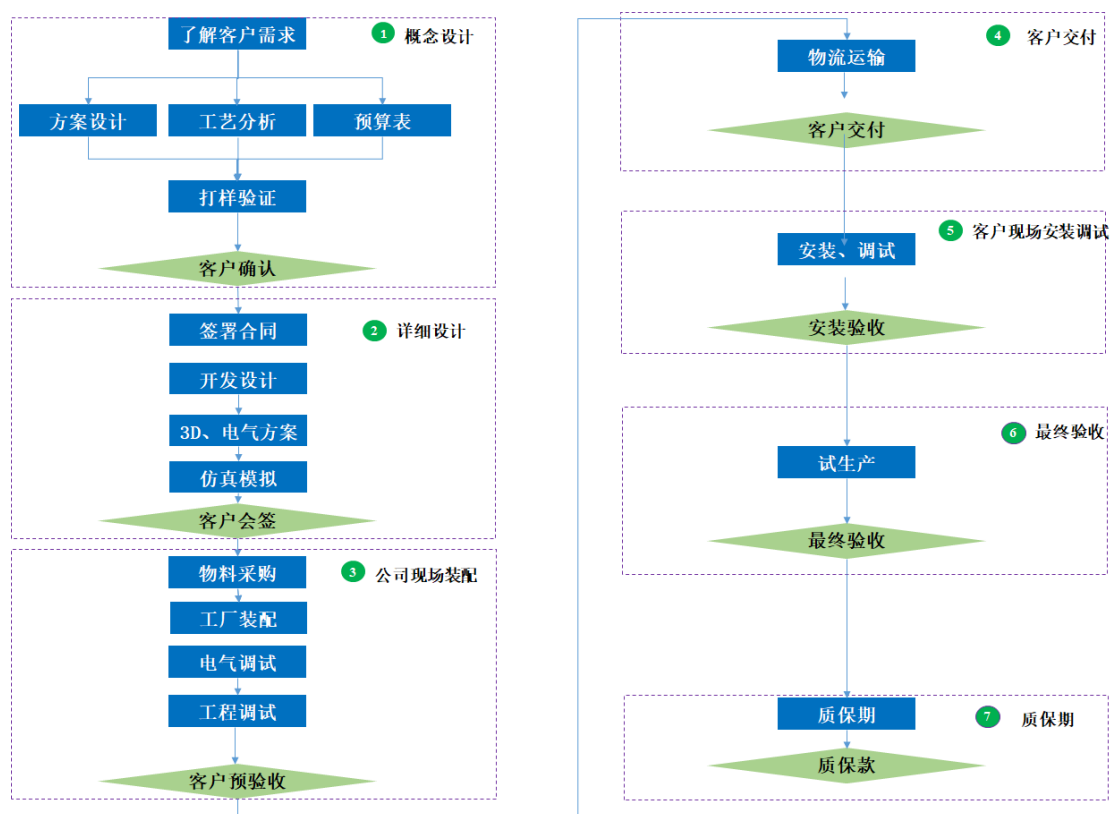 了解客户需求
1 概念设计
方案设计
工艺分析
预算表
打样验证
客户确认
签署合同
2 详细设计
开发设计
3D、电气方案
仿真模拟
客户会签
物料采购
3 公司现场装配
工厂装配
电气调试
工程调试
客户预验收
4 客户交付
物流运输
客户交付
5 客户现场安装调试
安装、调试
安装验收
6 最终验收
试生产
最终验收
质保期
7 质保期
质保款